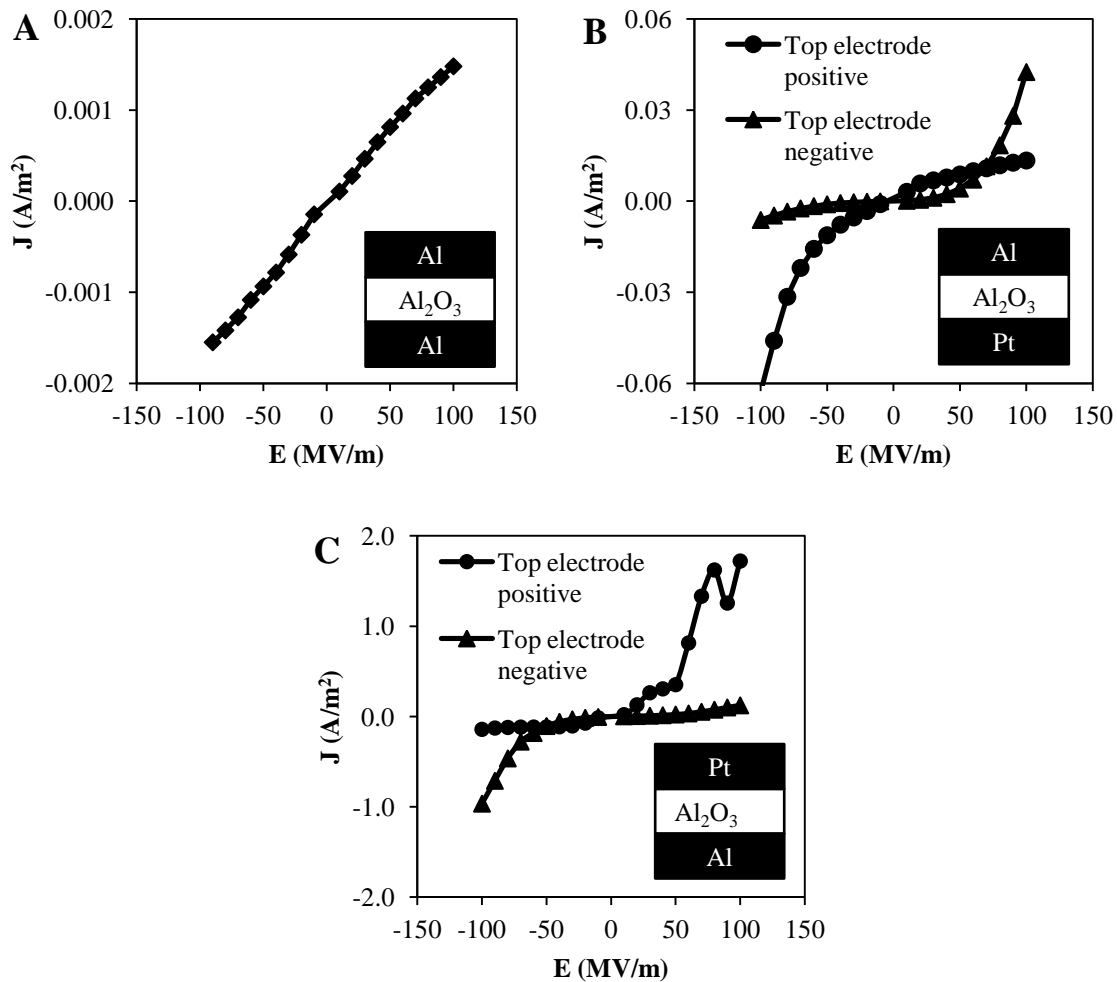 A
0.002
0.001
0.000
-0.001
-0.002
J (A/m²)
-150 -100 -50 0 50 100 150
E (MV/m)
Al
Al₂O₃
Al
B
0.06
0.03
0.00
-0.03
-0.06
J (A/m²)
Top electrode
positive
Top electrode
negative
-150 -100 -50 0 50 100 150
E (MV/m)
Al
Al₂O₃
Pt
C
2.0
1.0
0.0
-1.0
-2.0
J (A/m²)
Top electrode
positive
Top electrode
negative
-150 -100 -50 0 50 100 150
E (MV/m)
Pt
Al₂O₃
Al